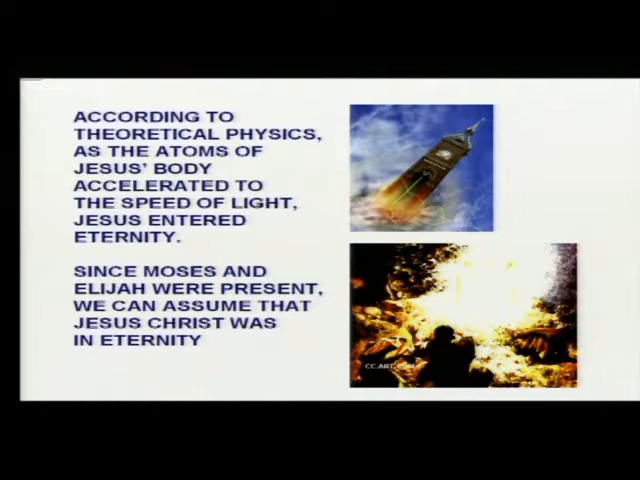 ACCORDING TO
THEORETICAL PHYSICS,
AS THE ATOMS OF
JESUS' BODY
ACCELERATED TO
THE SPEED OF LIGHT,
JESUS ENTERED
ETERNITY.
SINCE MOSES AND
ELIJAH WERE PRESENT,
WE CAN ASSUME THAT
JESUS CHRIST WAS
IN ETERNITY